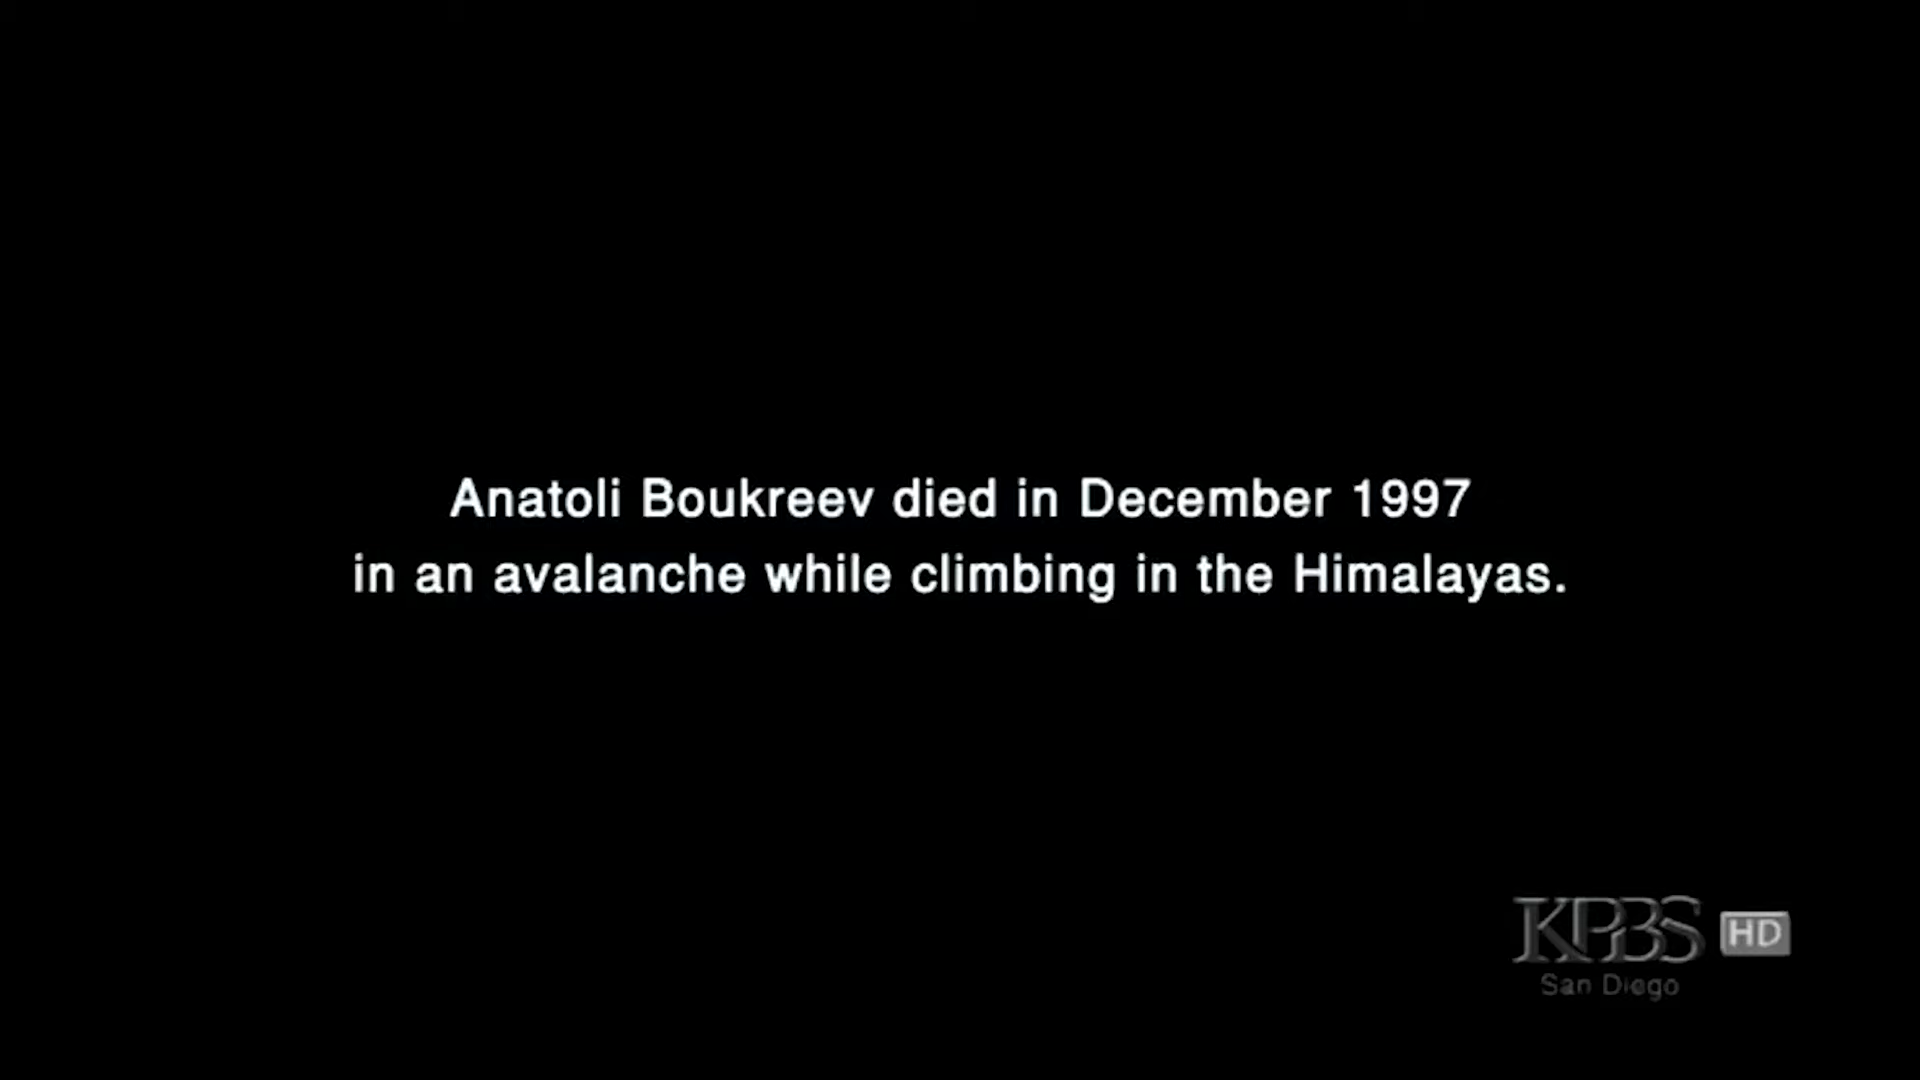 Anatoli Boukreev died in December 1997
in an avalanche while climbing in the Himalayas.
KPBS HD
San Diego